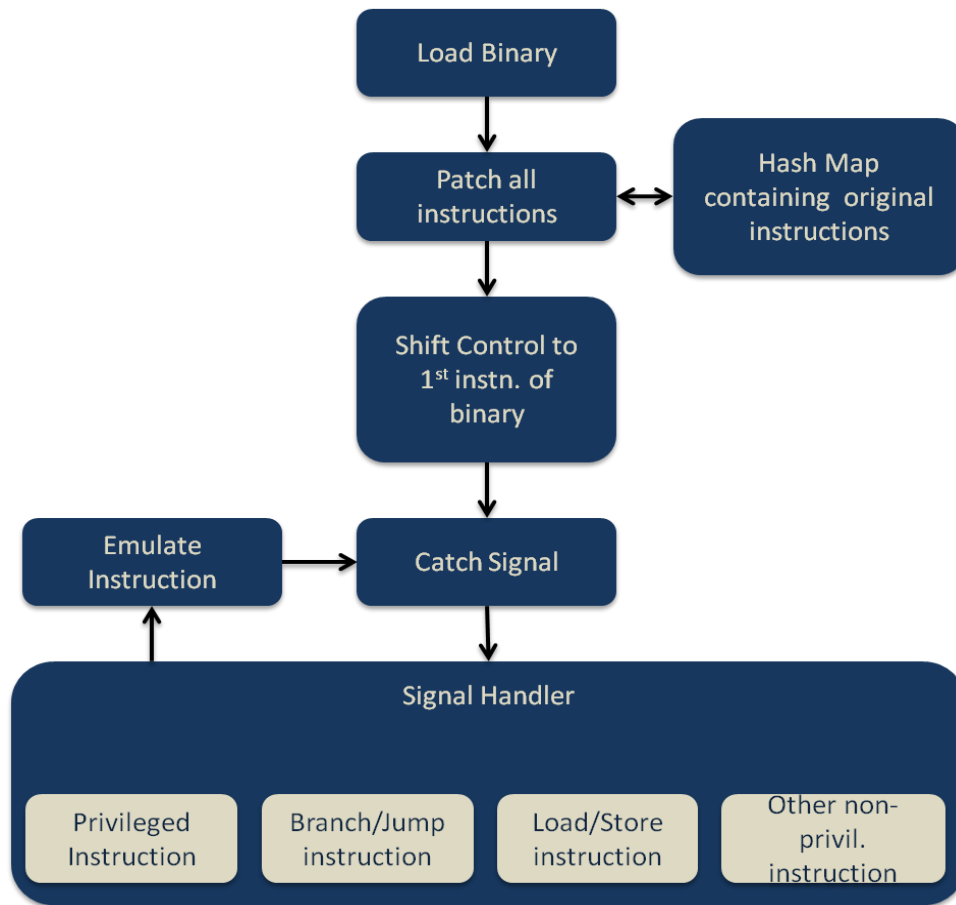 Load Binary
Patch all
instructions
Hash Map
containing original
instructions
Shift Control to
1st instn. of
binary
Emulate
Instruction
Catch Signal
Signal Handler
Privileged
Instruction
Branch/Jump
instruction
Load/Store
instruction
Other non-
privil.
instruction